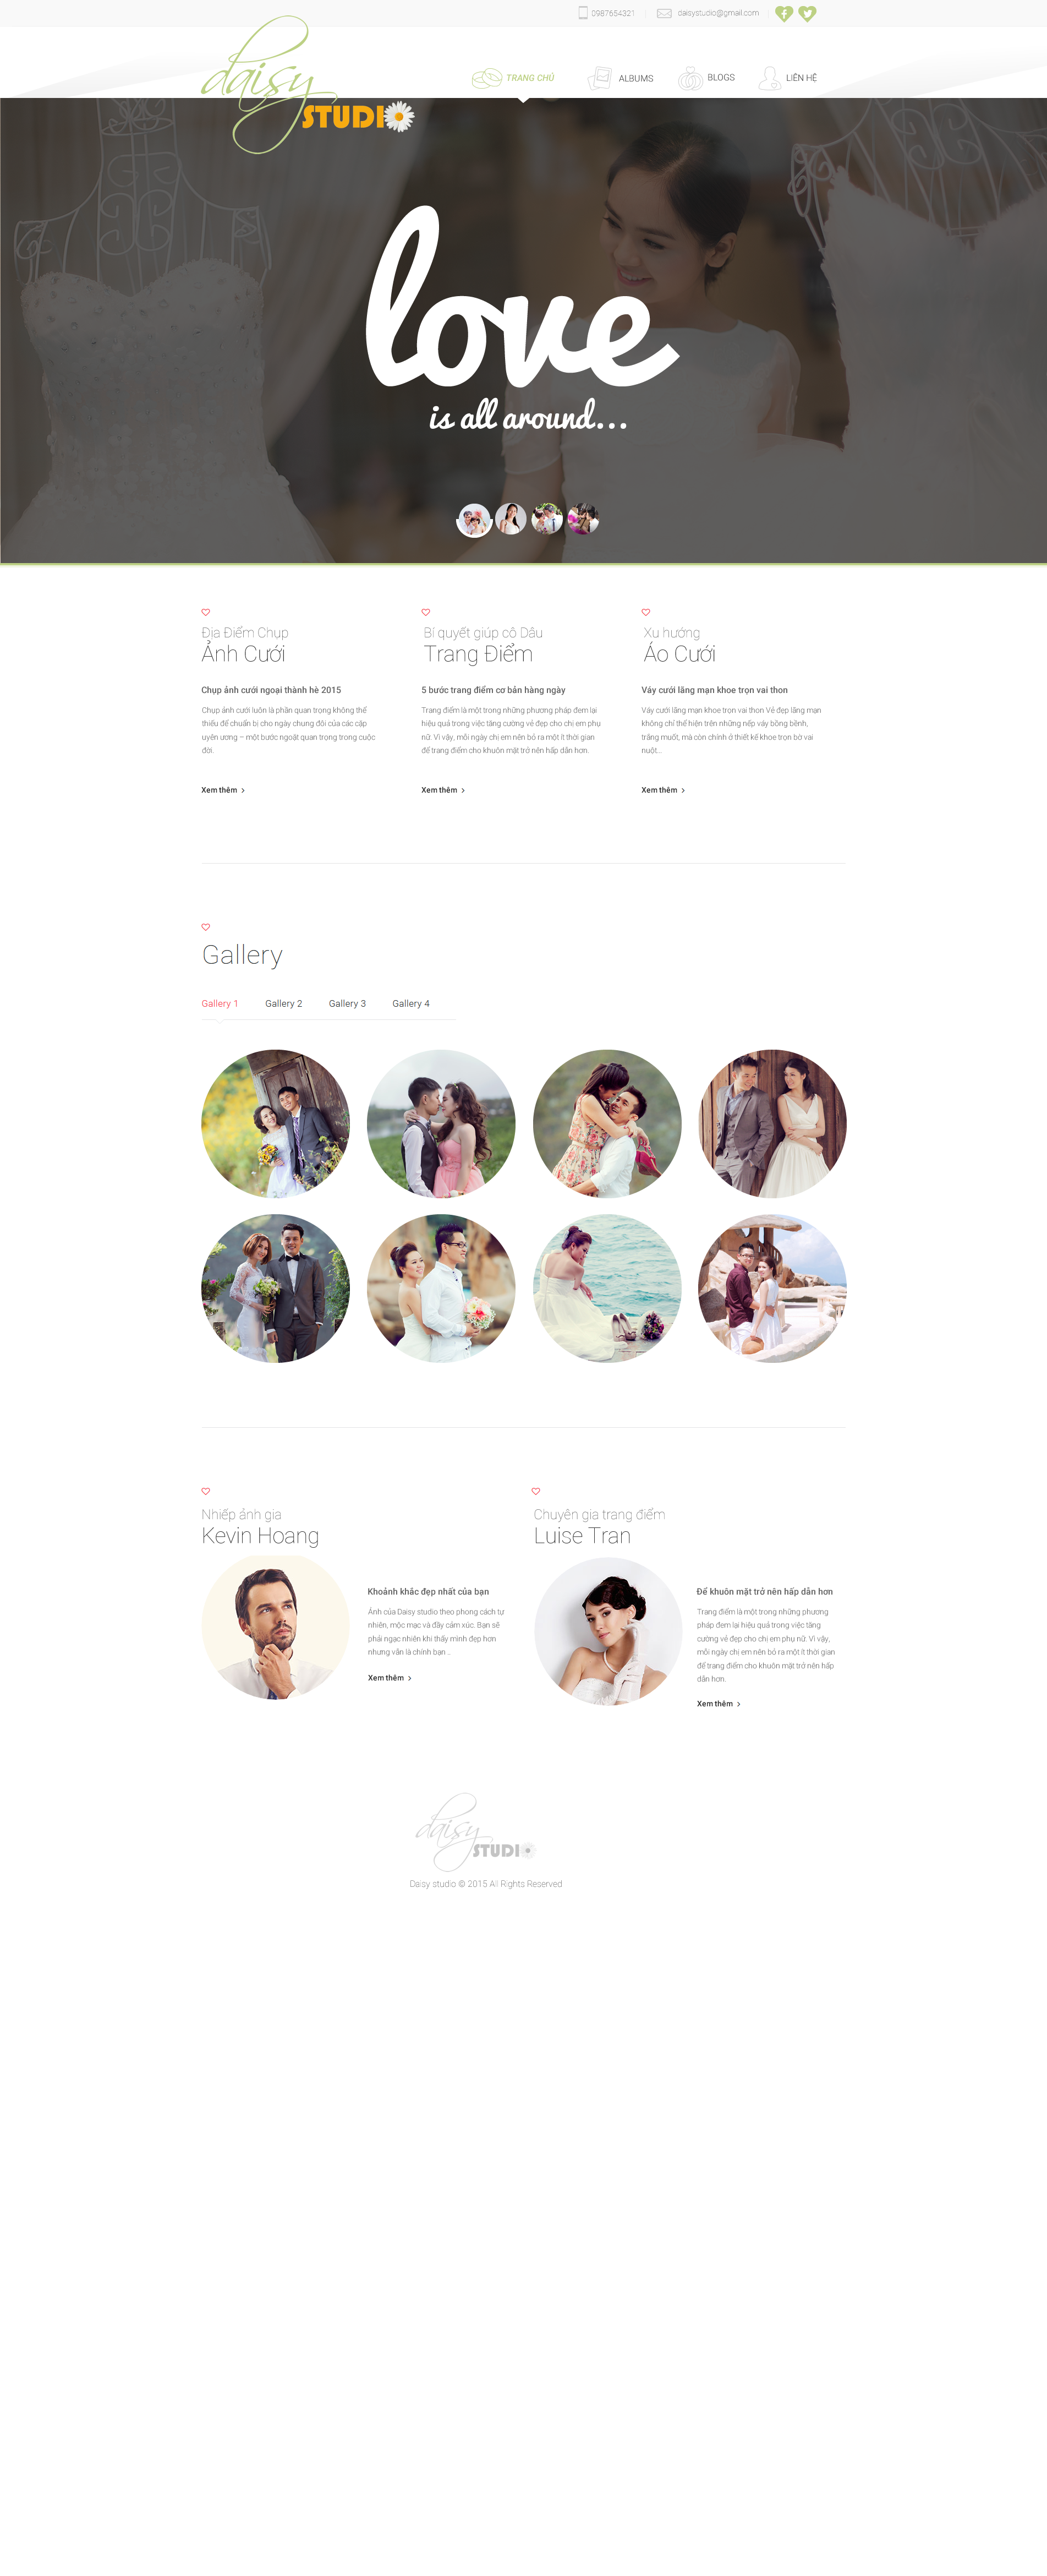 0987654321
daisystudio@gmail.com
daisy
STUDIO
TRANG CHỦ
ALBUMS
BLOGS
LIÊN HỆ
love
is all around...
Địa Điểm Chụp
Ảnh Cưới
Chụp ảnh cưới ngoại thành hè 2015
Chụp ảnh cưới luôn là phần quan trọng không thể
thiếu để chuẩn bị cho ngày chung đôi của các cặp
uyên ương – một bước ngoặt quan trọng trong cuộc
đời.
Xem thêm
Bí quyết giúp cô Dâu
Trang Điểm
5 bước trang điểm cơ bản hàng ngày
Trang điểm là một trong những phương pháp đem lại
hiệu quả trong việc tăng cường vẻ đẹp cho chị em phụ
nữ. Vì vậy, mỗi ngày chị em nên bỏ ra một ít thời gian
để trang điểm cho khuôn mặt trở nên hấp dẫn hơn.
Xem thêm
Xu hướng
Áo Cưới
Váy cưới lãng mạn khoe trọn vai thon
Váy cưới lãng mạn khoe trọn vai thon Vẻ đẹp lãng mạn
không chỉ thể hiện trên những nếp váy bồng bềnh,
trắng muốt, mà còn chính ở thiết kế khoe trọn bờ vai
nuột...
Xem thêm
Gallery
Gallery 1
Gallery 2
Gallery 3
Gallery 4
Nhiếp ảnh gia
Kevin Hoang
Khoảnh khắc đẹp nhất của bạn
Ảnh của Daisy studio theo phong cách tự
nhiên, mộc mạc và đầy cảm xúc. Bạn sẽ
phải ngạc nhiên khi thấy mình đẹp hơn
nhưng vẫn là chính bạn ..
Xem thêm
Chuyên gia trang điểm
Luise Tran
Để khuôn mặt trở nên hấp dẫn hơn
Trang điểm là một trong những phương
pháp đem lại hiệu quả trong việc tăng
cường vẻ đẹp cho chị em phụ nữ. Vì vậy,
mỗi ngày chị em nên bỏ ra một ít thời gian
để trang điểm cho khuôn mặt trở nên hấp
dẫn hơn.
Xem thêm
daisy
STUDIO
Daisy studio © 2015 All Rights Reserved